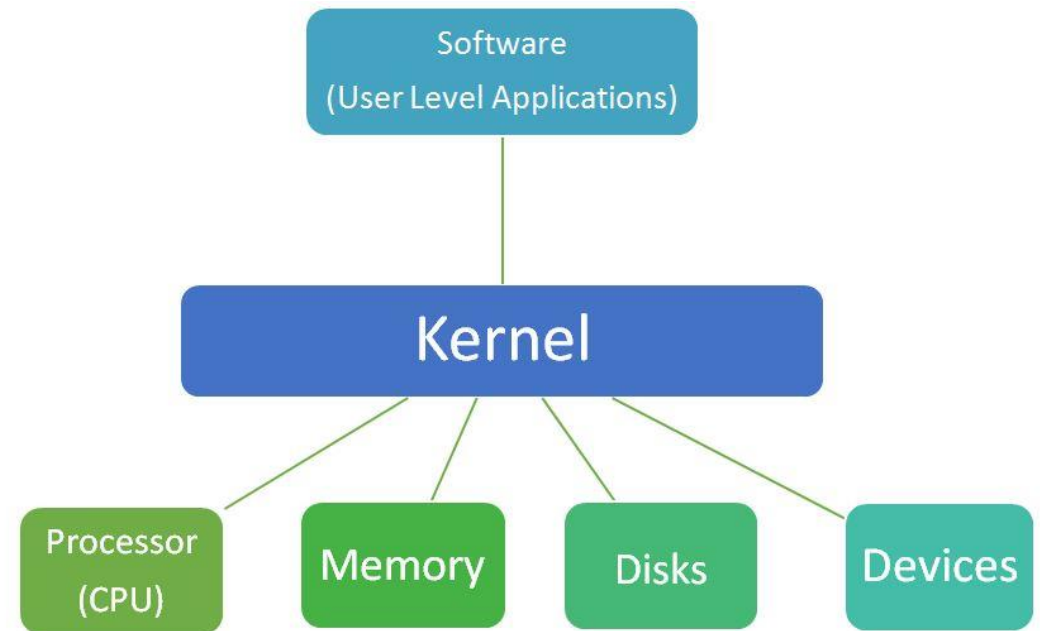 Software
(User Level Applications)
Kernel
Processor
(CPU)
Memory
Disks
Devices